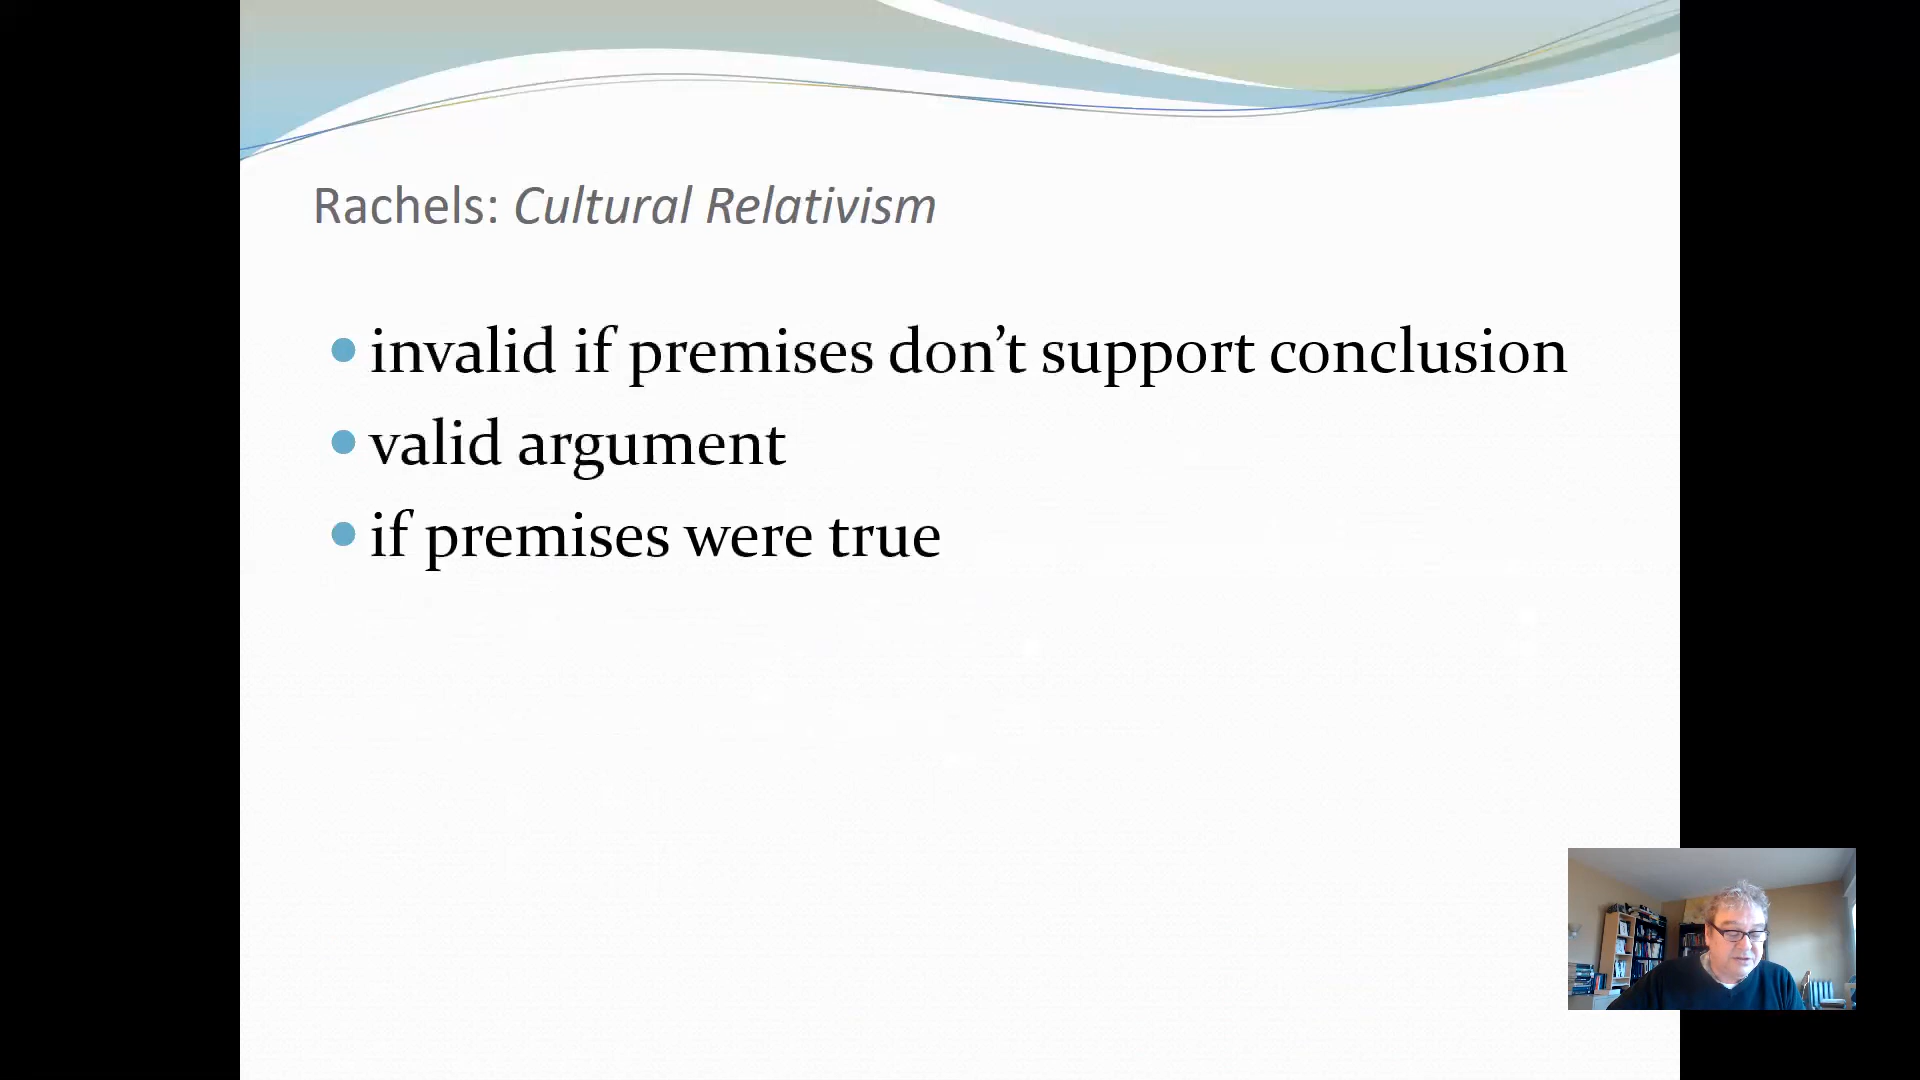 Rachels: Cultural Relativism
• invalid if premises don’t support conclusion
• valid argument
• if premises were true